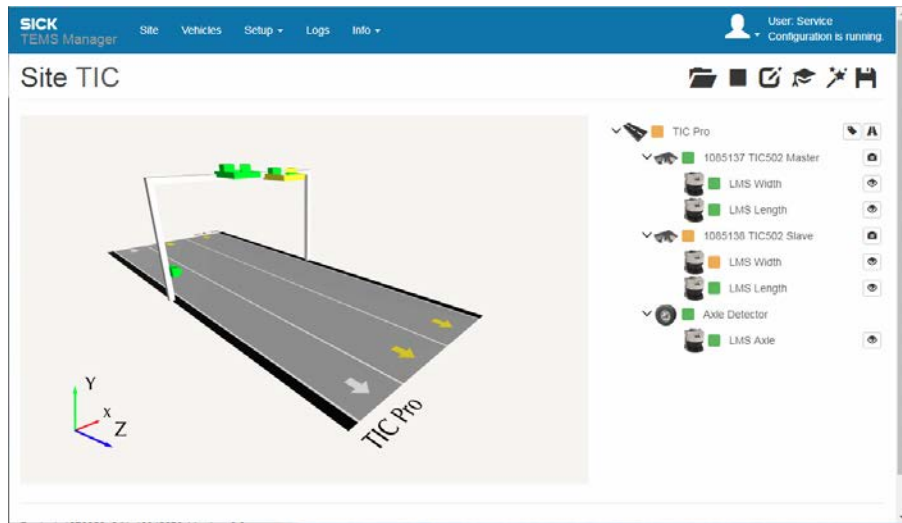 SICK
TEMS Manager
Site Vehicles Setup Logs Info
User: Service
Configuration is running.
Site TIC
TIC Pro
1085137 TIC502 Master
LMS Width
LMS Length
1085138 TIC502 Slave
LMS Width
LMS Length
Axle Detector
LMS Axle
Y
X
Z
TIC Pro